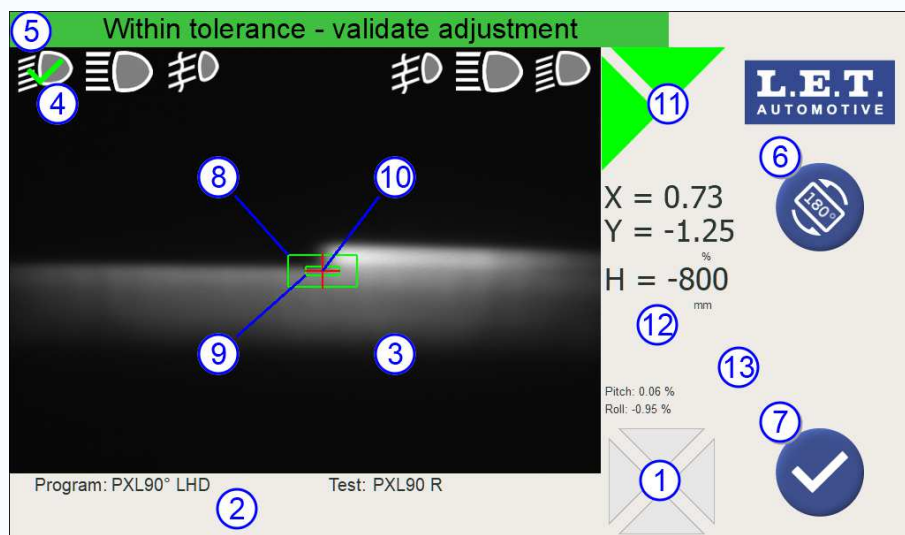 Within tolerance - validate adjustment
5
4
11
L.E.T.
AUTOMOTIVE
6
180°
8
10
X = 0.73
Y = -1.25
%
H = -800
mm
12
9
3
13
Pitch: 0.06 %
Roll: -0.95 %
7
1
Program: PXL90° LHD
Test: PXL90 R
2